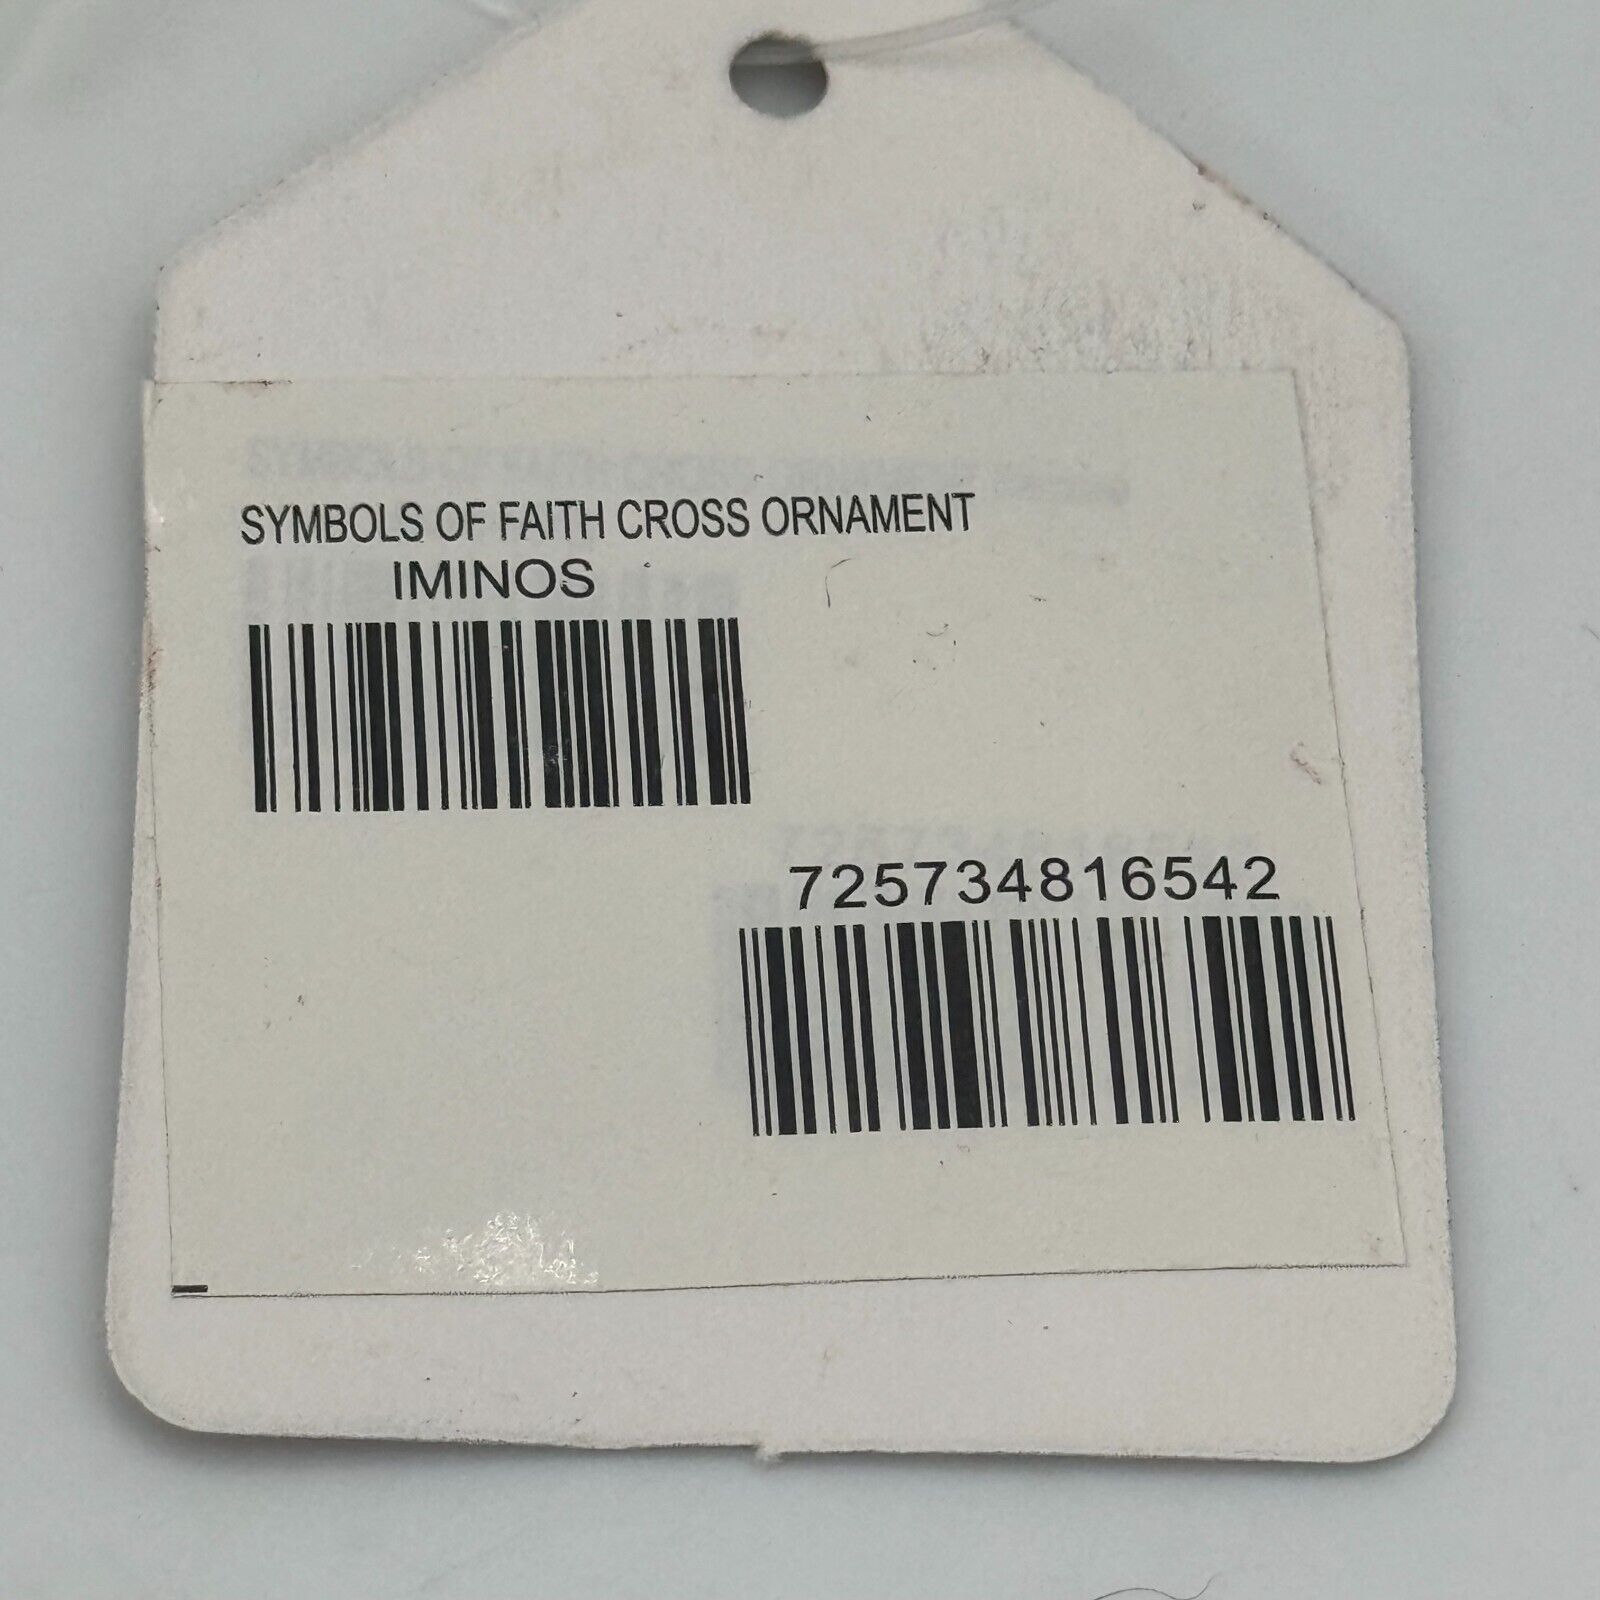 SYMBOLS OF FAITH CROSS ORNAMENT
IMINOS
725734816542